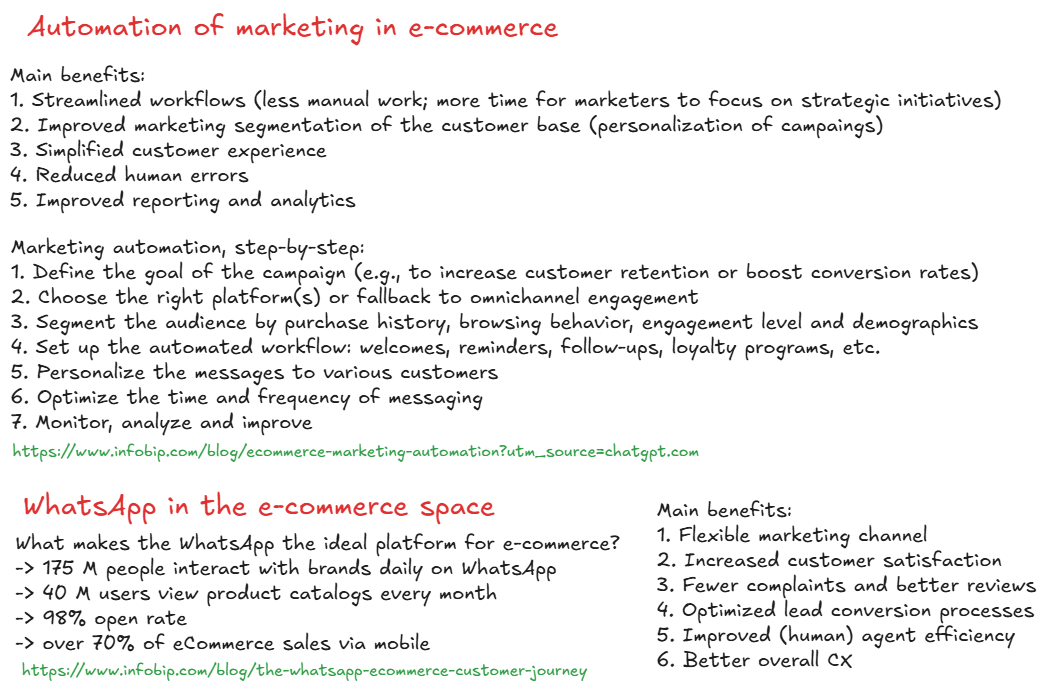 Automation of marketing in e-commerce
Main benefits:
1. Streamlined workflows (less manual work; more time for marketers to focus on strategic initiatives)
2. Improved marketing segmentation of the customer base (personalization of campaings)
3. Simplified customer experience
4. Reduced human errors
5. Improved reporting and analytics
Marketing automation, step-by-step:
1. Define the goal of the campaign (e.g., to increase customer retention or boost conversion rates)
2. Choose the right platform(s) or fallback to omnichannel engagement
3. Segment the audience by purchase history, browsing behavior, engagement level and demographics
4. Set up the automated workflow: welcomes, reminders, follow-ups, loyalty programs, etc.
5. Personalize the messages to various customers
6. Optimize the time and frequency of messaging
7. Monitor, analyze and improve
https://www.infobip.com/blog/ecommerce-marketing-automation?utm_source=chatgpt.com
WhatsApp in the e-commerce space
What makes the WhatsApp the ideal platform for e-commerce?
-> 175 M people interact with brands daily on WhatsApp
-> 40 M users view product catalogs every month
-> 98% open rate
-> over 70% of eCommerce sales via mobile
https://www.infobip.com/blog/the-whatsapp-ecommerce-customer-journey
Main benefits:
1. Flexible marketing channel
2. Increased customer satisfaction
3. Fewer complaints and better reviews
4. Optimized lead conversion processes
5. Improved (human) agent efficiency
6. Better overall CX